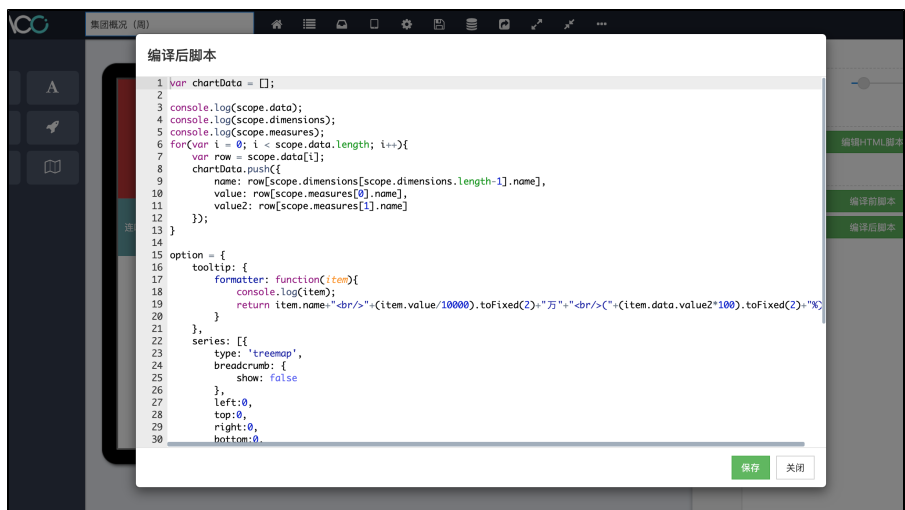 集团概况（周）
编译后脚本
1 var chartData = [];
2
3 console.log(scope.data);
4 console.log(scope.dimensions);
5 console.log(scope.measures);
6 for(var i = 0; i < scope.data.length; i++){
7 var row = scope.data[i];
8 chartData.push({
9 name: row[scope.dimensions[scope.dimensions.length-1].name],
10 value: row[scope.measures[0].name],
11 value2: row[scope.measures[1].name]
12 });
13 }
14
15 option = {
16 tooltip: {
17 formatter: function(item){
18 console.log(item);
19 return item.name+"<br/>"+(item.value/10000).toFixed(2)+"万"+"<br/>("+(item.data.value2*100).toFixed(2)+"%)
20 }
21 },
22 series: [{
23 type: 'treemap',
24 breadcrumb: {
25 show: false
26 },
27 left:0,
28 top:0,
29 right:0,
30 bottom:0,
保存 关闭
A
连
编辑HTML脚本
编译前脚本
编译后脚本